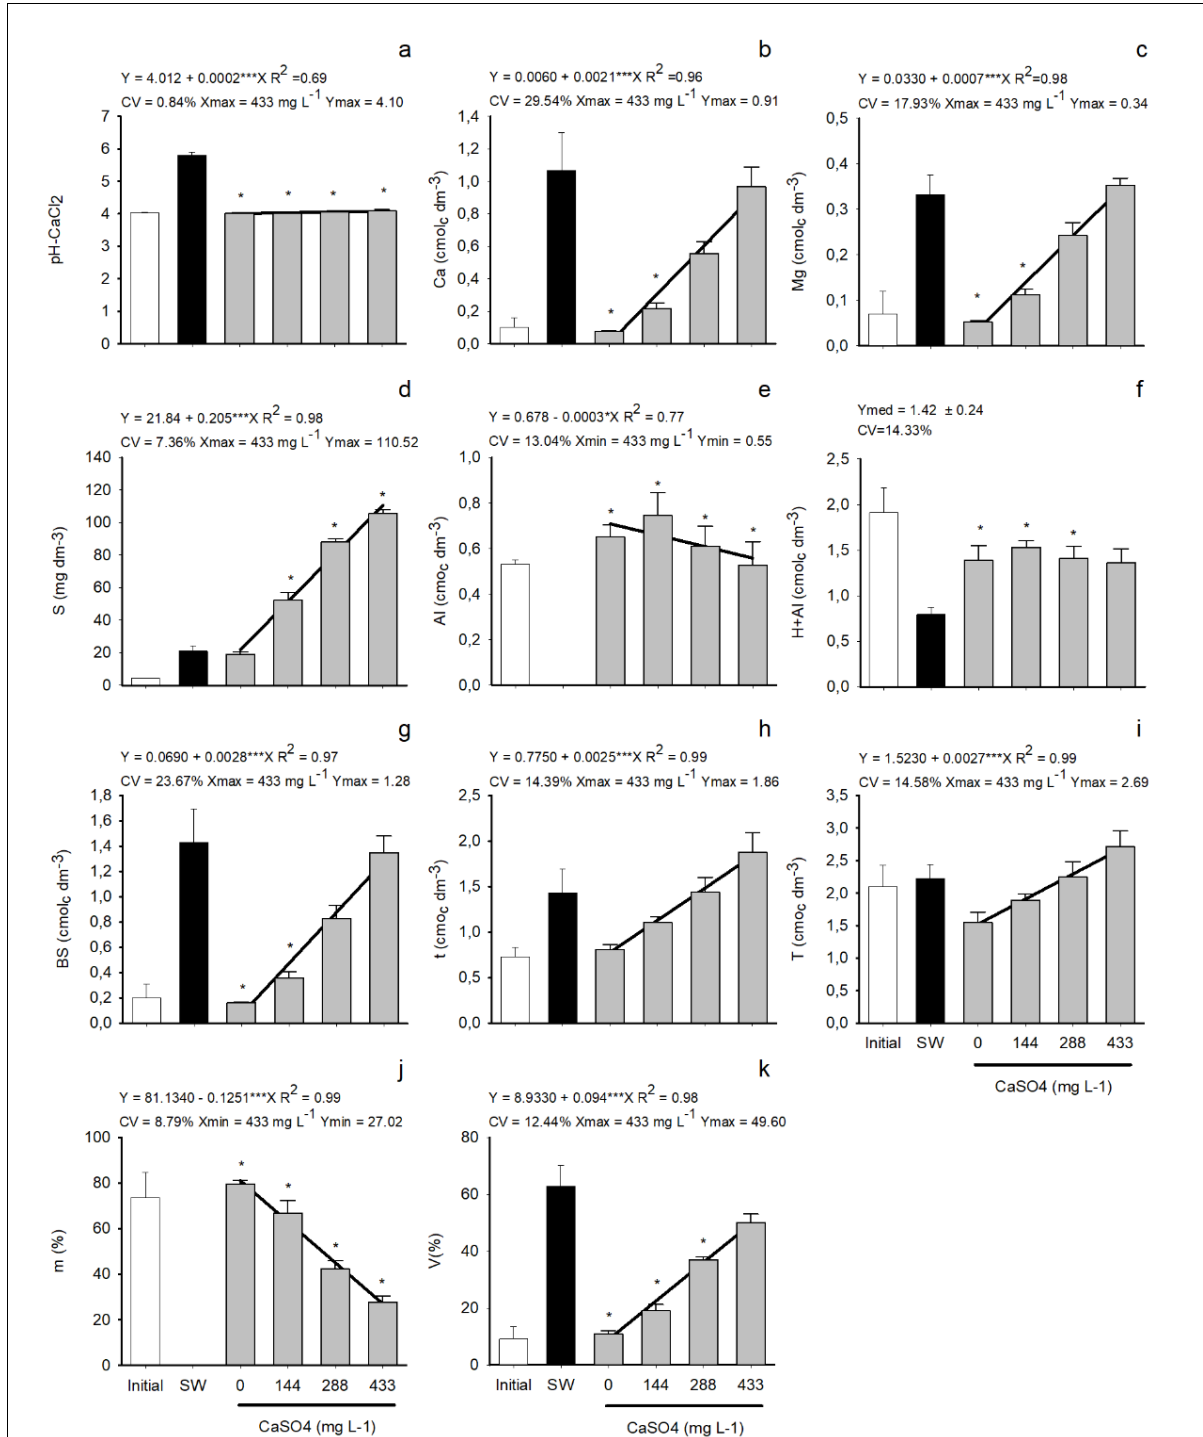 a
Y = 4.012 + 0.0002***X R2 =0.69
CV = 0.84% Xmax = 433 mg L-1 Ymax = 4.10
7
6
5
4
3
2
1
0
pH-CaCl2
b
Y = 0.0060 + 0.0021***X R2 =0.96
CV = 29.54% Xmax = 433 mg L-1 Ymax = 0.91
1,4
1,2
1,0
0,8
0,6
0,4
0,2
0,0
Ca (cmolc dm-3)
c
Y = 0.0330 + 0.0007***X R2=0.98
CV = 17.93% Xmax = 433 mg L-1 Ymax = 0.34
0,5
0,4
0,3
0,2
0,1
0,0
Mg (cmolc dm-3)
d
Y = 21.84 + 0.205***X R2 = 0.98
CV = 7.36% Xmax = 433 mg L-1 Ymax = 110.52
140
120
100
80
60
40
20
0
S (mg dm-3)
e
Y = 0.678 - 0.0003*X R2 = 0.77
CV = 13.04% Xmin = 433 mg L-1 Ymin = 0.55
1,0
0,8
0,6
0,4
0,2
0,0
Al (cmoc dm-3)
f
Ymed = 1.42 ± 0.24
CV=14.33%
2,5
2,0
1,5
1,0
0,5
0,0
H+Al (cmolc dm-3)
g
Y = 0.0690 + 0.0028***X R2 = 0.97
CV = 23.67% Xmax = 433 mg L-1 Ymax = 1.28
1,8
1,6
1,4
1,2
1,0
0,8
0,6
0,4
0,2
0,0
BS (cmolc dm-3)
h
Y = 0.7750 + 0.0025***X R2 = 0.99
CV = 14.39% Xmax = 433 mg L-1 Ymax = 1.86
2,5
2,0
1,5
1,0
0,5
0,0
t (cmoc dm-3)
i
Y = 1.5230 + 0.0027***X R2 = 0.99
CV = 14.58% Xmax = 433 mg L-1 Ymax = 2.69
3,5
3,0
2,5
2,0
1,5
1,0
0,5
0,0
T (cmoc dm-3)
Initial SW 0 144 288 433
CaSO4 (mg L-1)
j
Y = 81.1340 - 0.1251***X R2 = 0.99
CV = 8.79% Xmin = 433 mg L-1 Ymin = 27.02
100
80
60
40
20
0
m (%)
Initial SW 0 144 288 433
CaSO4 (mg L-1)
k
Y = 8.9330 + 0.094***X R2 = 0.98
CV = 12.44% Xmax = 433 mg L-1 Ymax = 49.60
80
60
40
20
0
V(%)
Initial SW 0 144 288 433
CaSO4 (mg L-1)